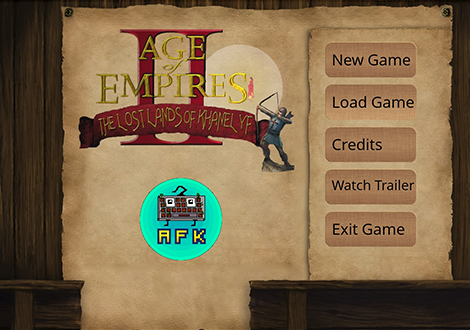 AGE
of
EMPIRES
II
THE LOST LANDS OF KHANEL YP
AFK
New Game
Load Game
Credits
Watch Trailer
Exit Game